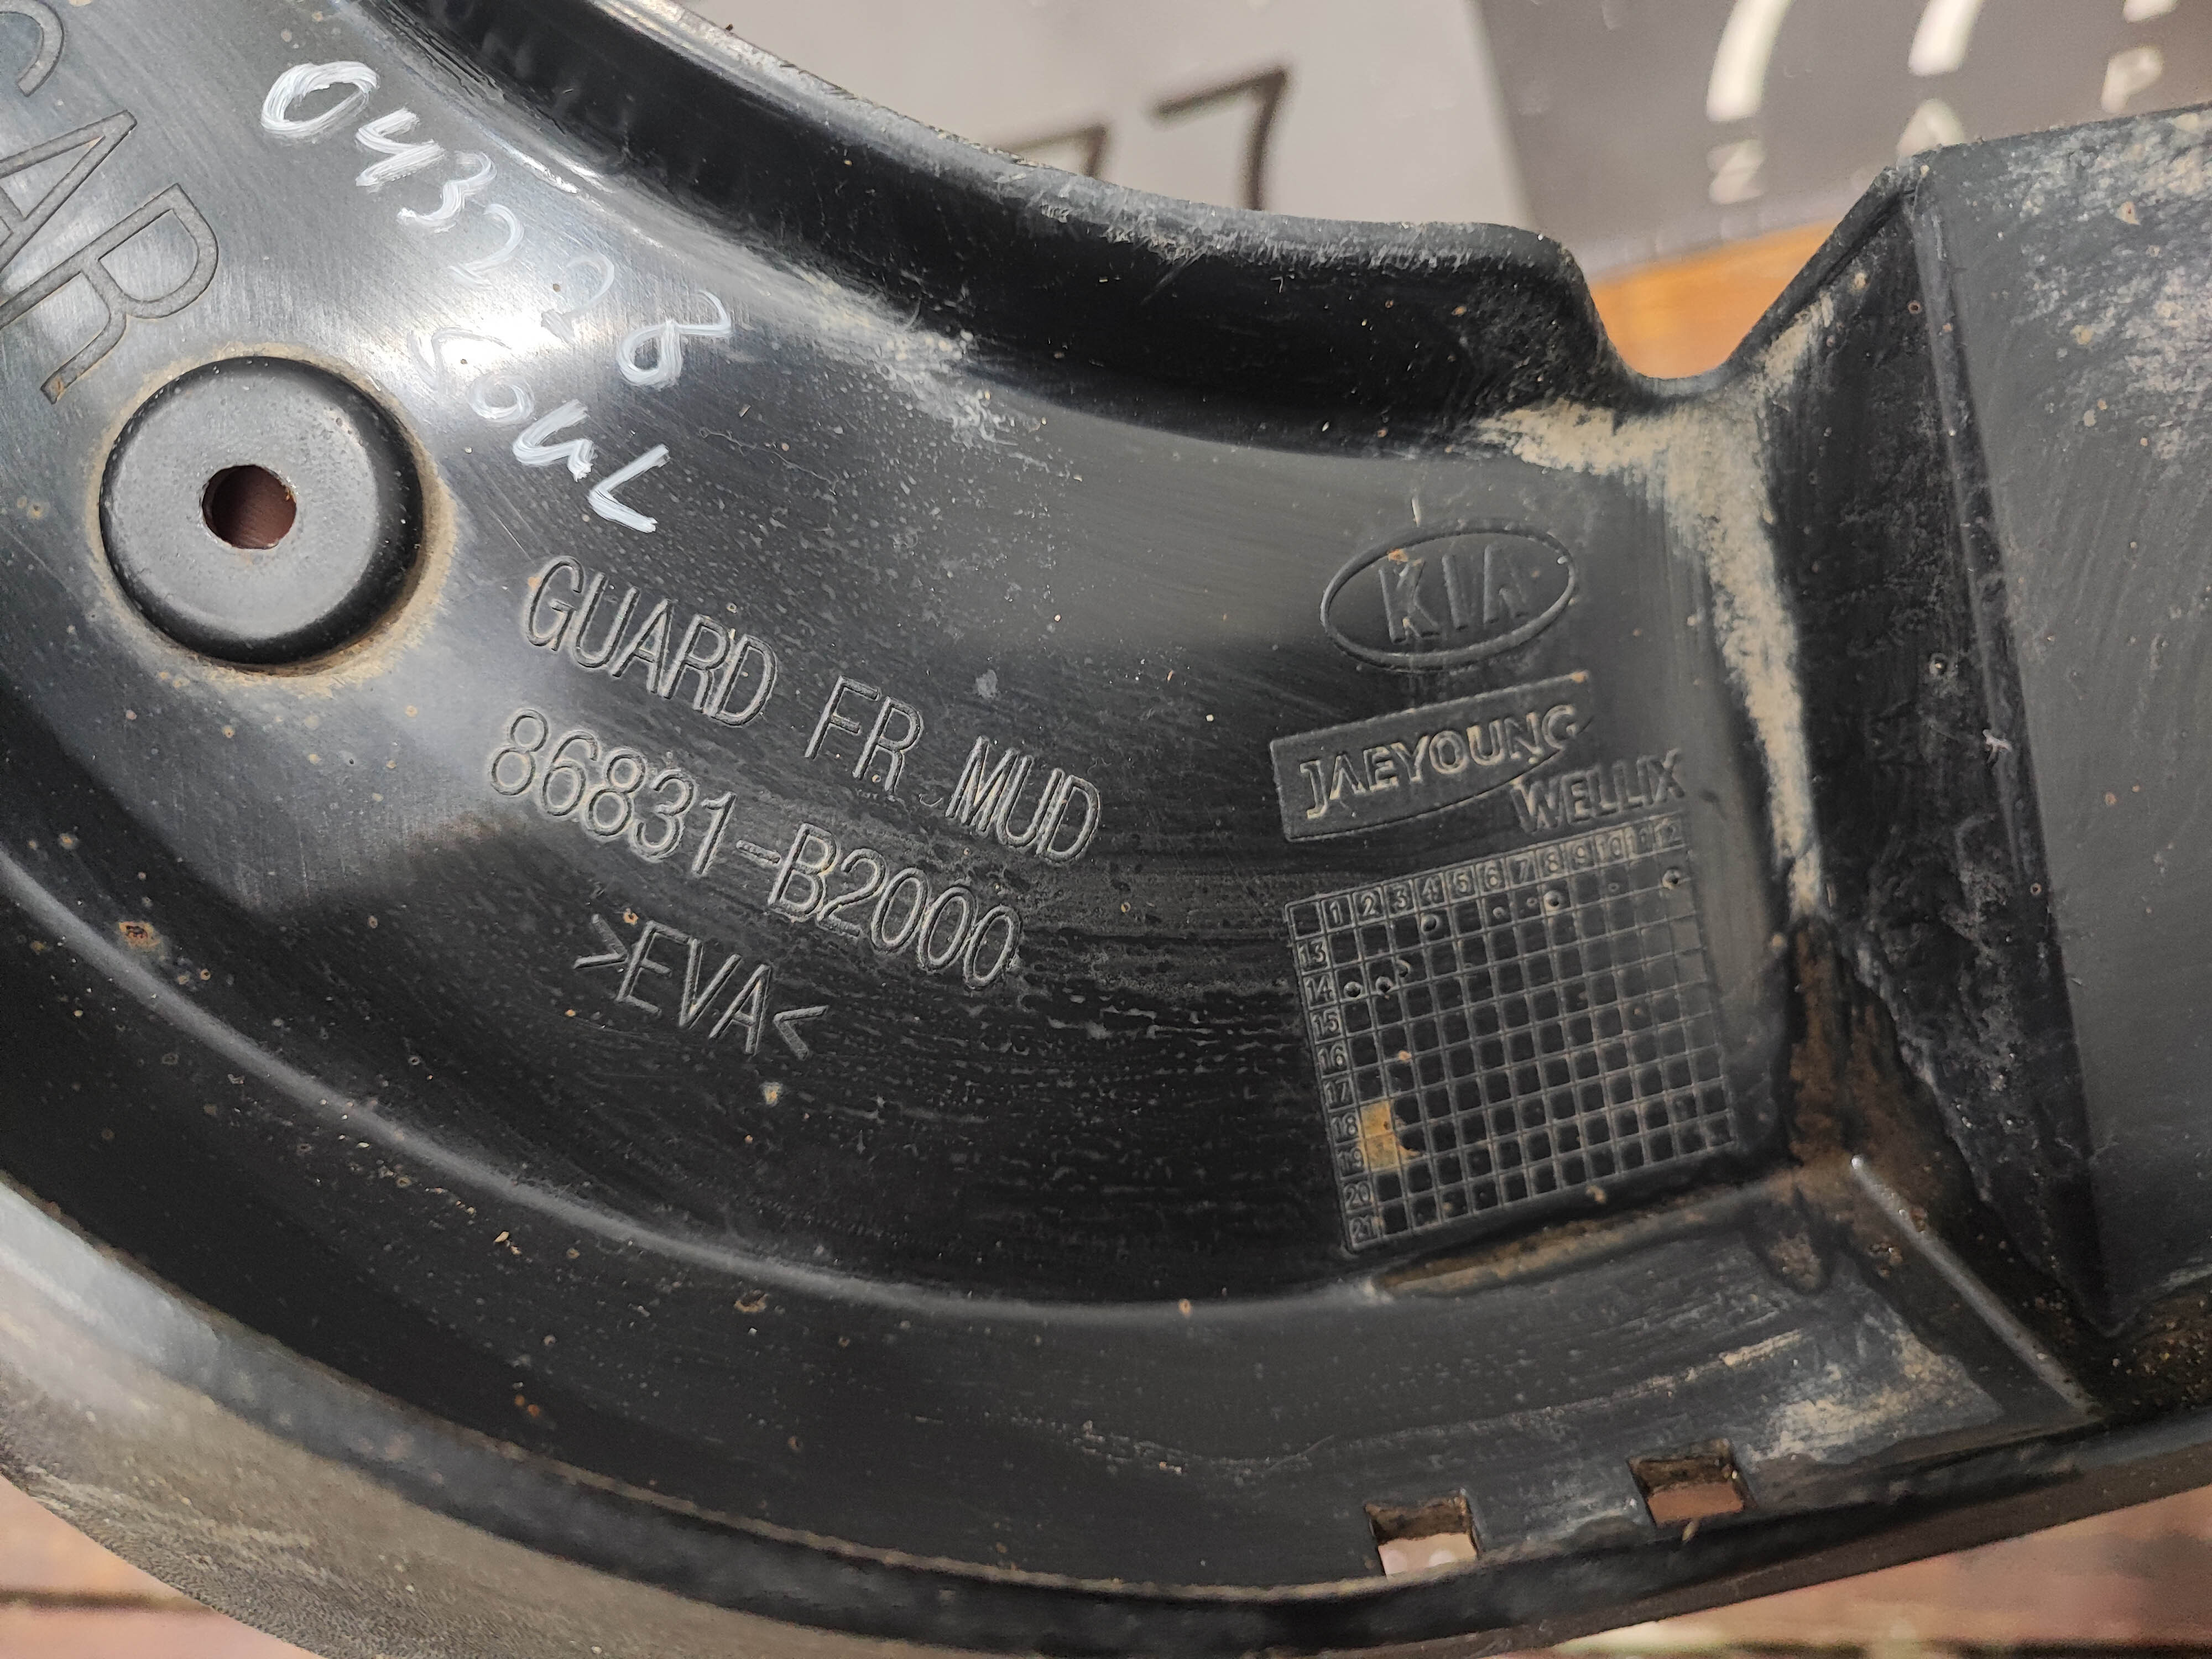 CAR
043228
SOUL
GUARD FR MUD
86831-B2000
>EVA<
KIA
JAEYOUNG
WELLIX
1 2 3 4 5 6 7 8 9 10 11 12
13
14
15
16
17
18
19
20
21
77
Z A P